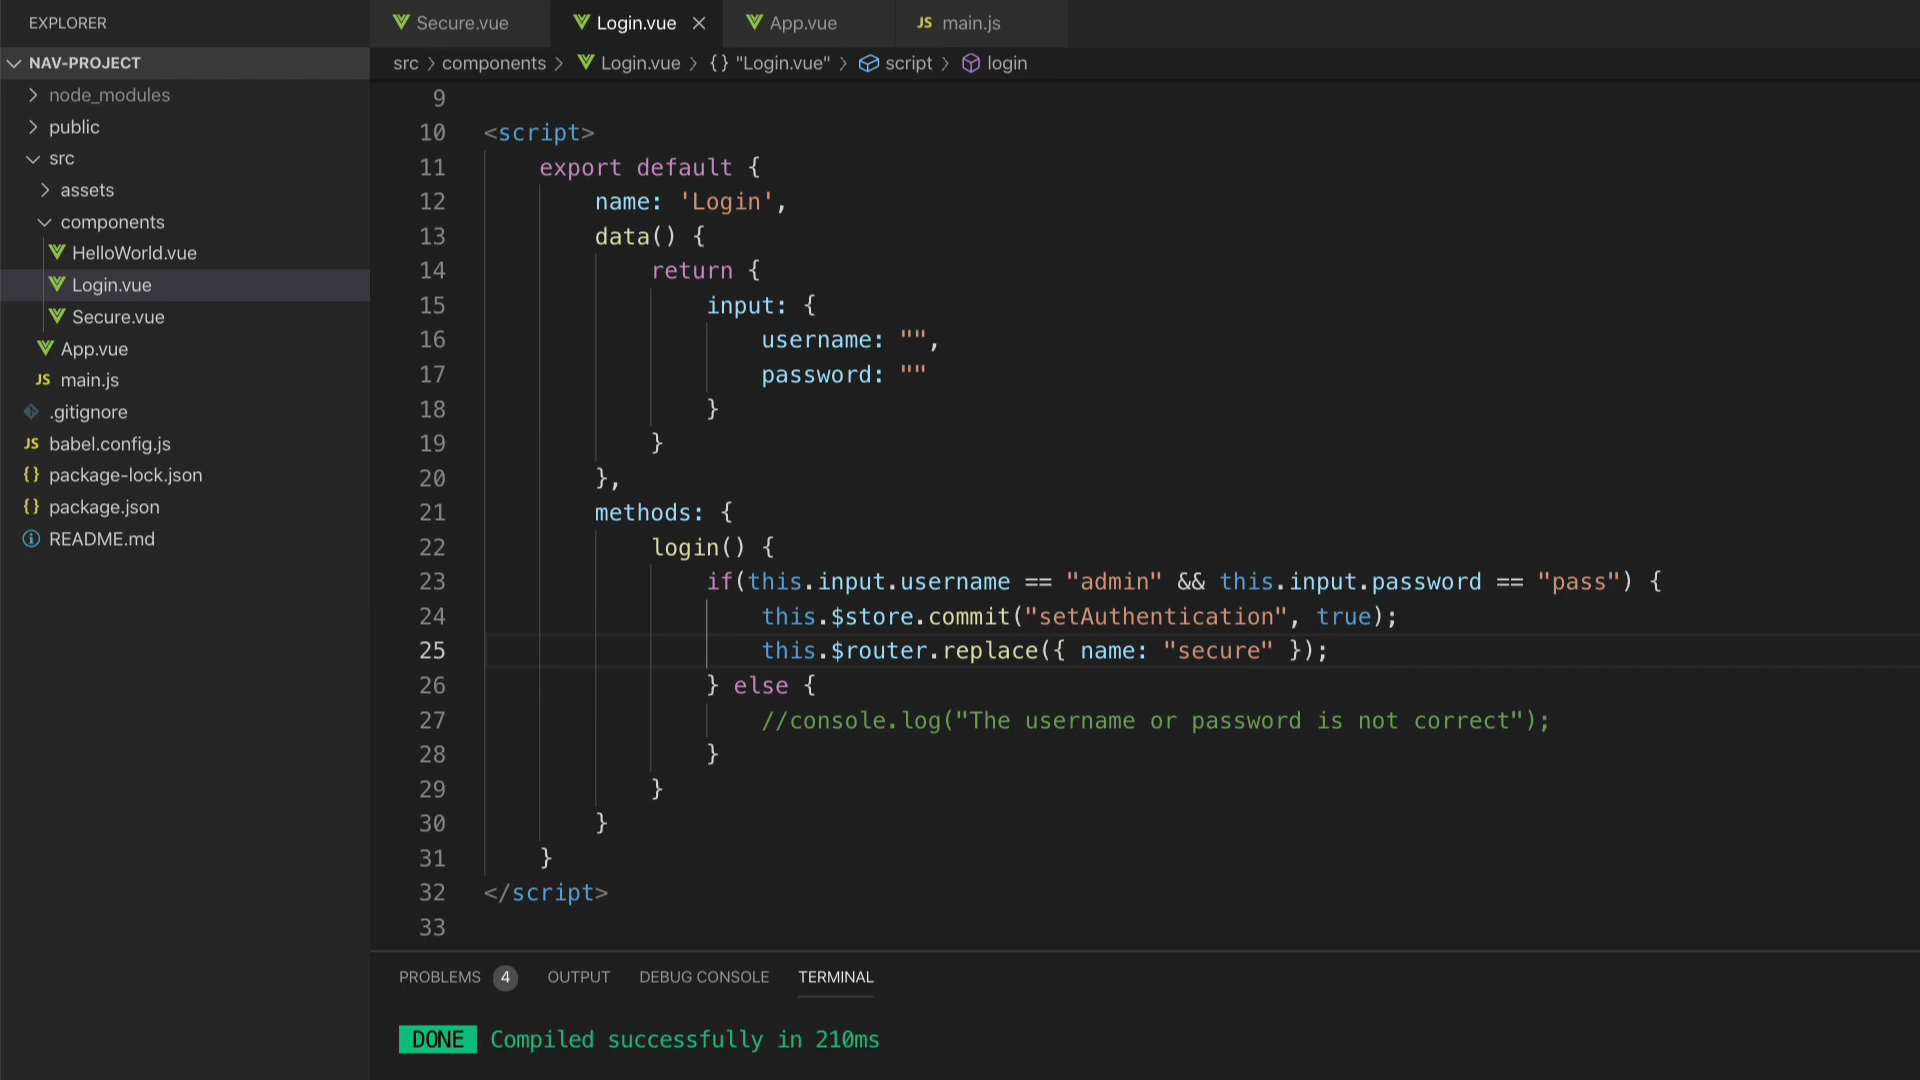 EXPLORER
NAV-PROJECT
node_modules
public
src
assets
components
HelloWorld.vue
Login.vue
Secure.vue
App.vue
JS main.js
.gitignore
JS babel.config.js
{} package-lock.json
{} package.json
README.md
Secure.vue Login.vue App.vue JS main.js
src > components > Login.vue > {} "Login.vue" > script > login
9
10 <script>
11 export default {
12 name: 'Login',
13 data() {
14 return {
15 input: {
16 username: "",
17 password: ""
18 }
19 }
20 },
21 methods: {
22 login() {
23 if(this.input.username == "admin" && this.input.password == "pass") {
24 this.$store.commit("setAuthentication", true);
25 this.$router.replace({ name: "secure" });
26 } else {
27 //console.log("The username or password is not correct");
28 }
29 }
30 }
31 }
32 </script>
33
PROBLEMS 4 OUTPUT DEBUG CONSOLE TERMINAL
DONE Compiled successfully in 210ms